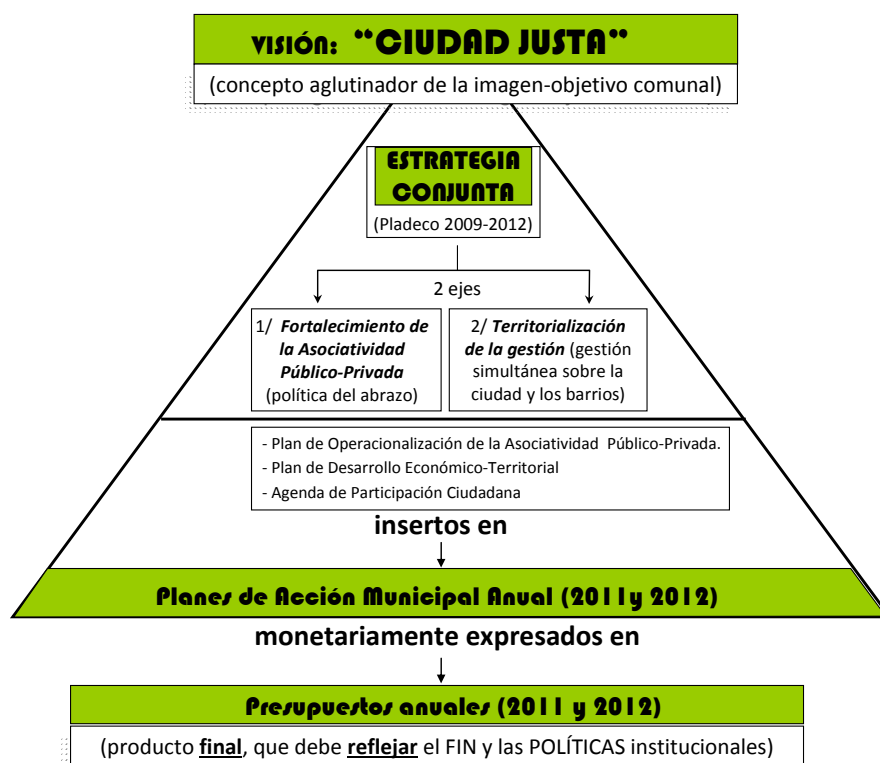 VISIÓN: “CIUDAD JUSTA”
(concepto aglutinador de la imagen-objetivo comunal)
ESTRATEGIA
CONJUNTA
(Pladeco 2009-2012)
2 ejes
1/ Fortalecimiento de
la Asociatividad
Público-Privada
(política del abrazo)
2/ Territorialización
de la gestión (gestión
simultánea sobre la
ciudad y los barrios)
- Plan de Operacionalización de la Asociatividad Público-Privada.
- Plan de Desarrollo Económico-Territorial
- Agenda de Participación Ciudadana
insertos en
Planes de Acción Municipal Anual (2011y 2012)
monetariamente expresados en
Presupuestos anuales (2011 y 2012)
(producto final, que debe reflejar el FIN y las POLÍTICAS institucionales)